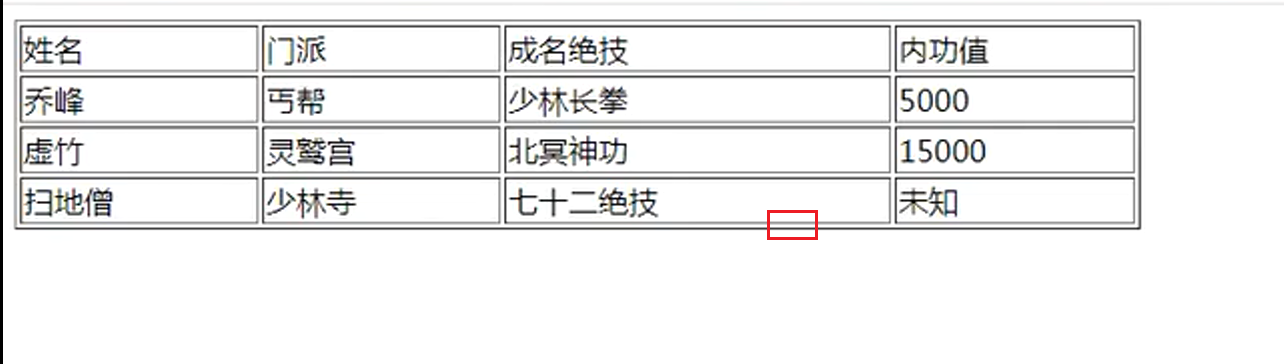 姓名 门派 成名绝技 内功值
乔峰 丐帮 少林长拳 5000
虚竹 灵鹫宫 北冥神功 15000
扫地僧 少林寺 七十二绝技 未知